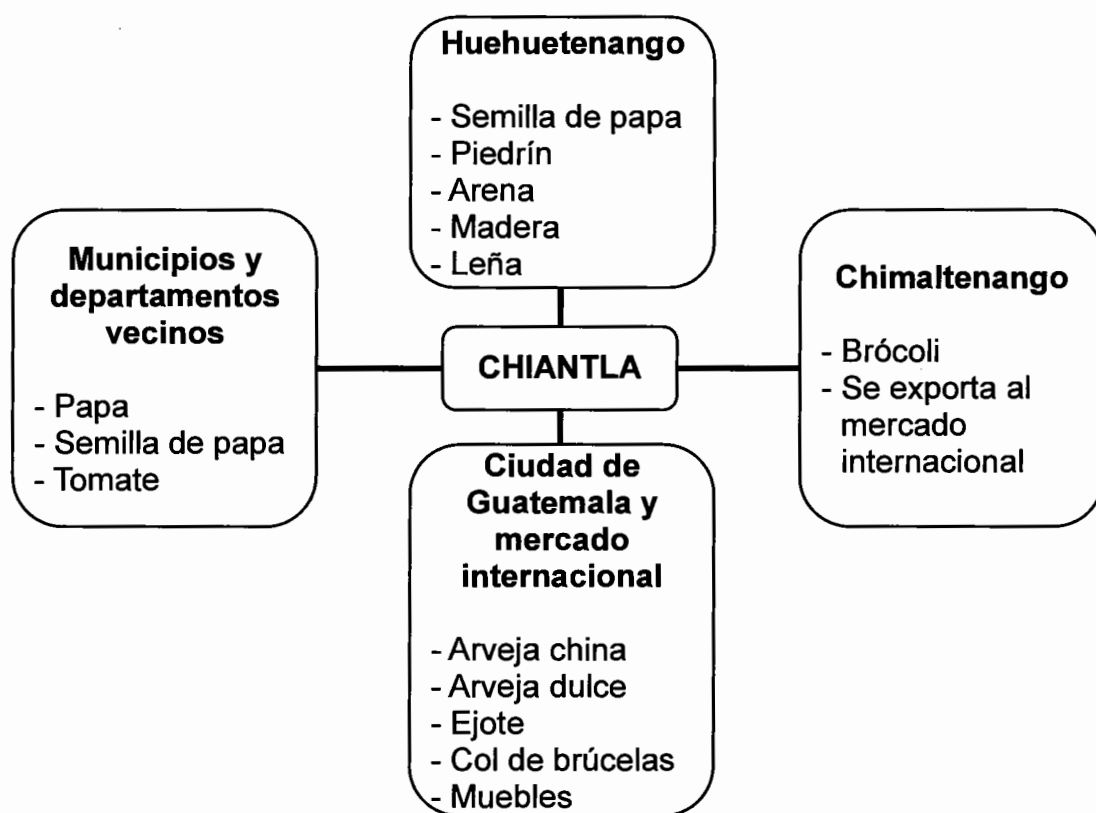 Huehuetenango
- Semilla de papa
- Piedrín
- Arena
- Madera
- Leña
Municipios y
departamentos
vecinos
- Papa
- Semilla de papa
- Tomate
CHIANTLA
Chimaltenango
- Brócoli
- Se exporta al
mercado
internacional
Ciudad de
Guatemala y
mercado
internacional
- Arveja china
- Arveja dulce
- Ejote
- Col de brúcelas
- Muebles